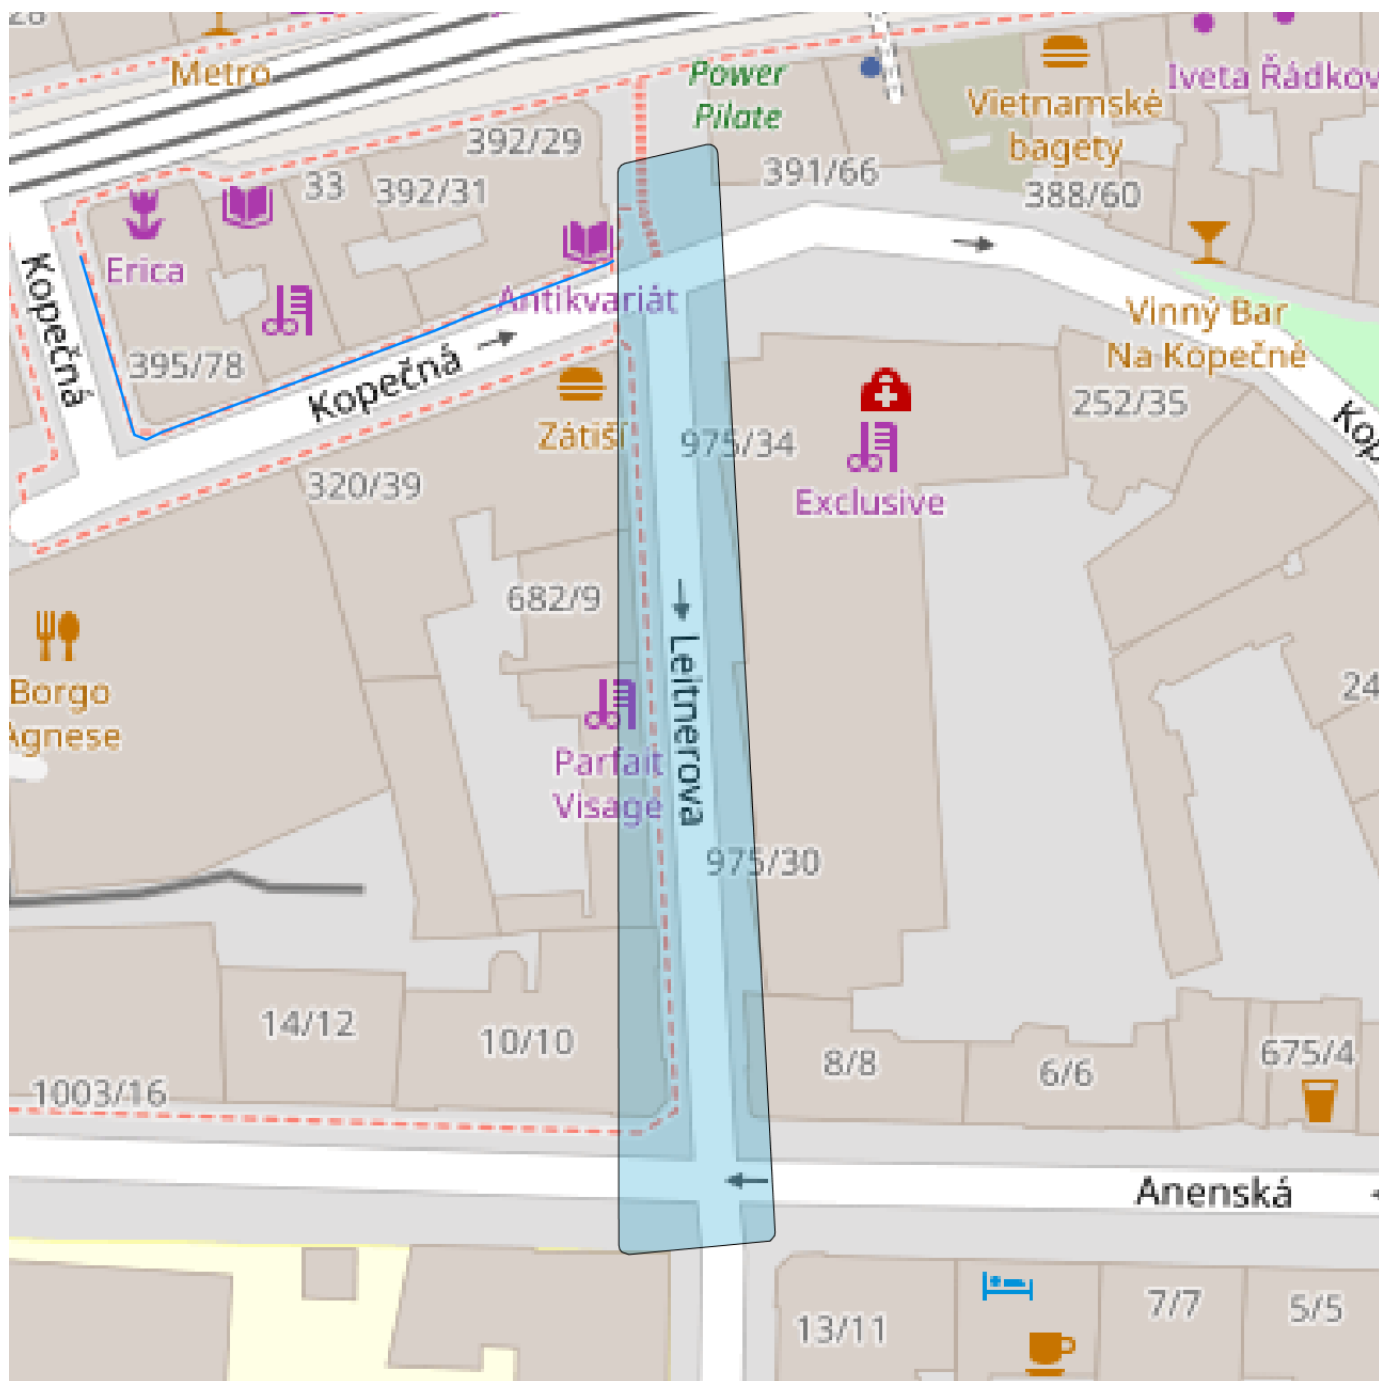 28
Metro
Power
Pilate
Iveta Řádkov
Vietnamské
bagety
392/29
391/66
388/60
33
392/31
Erica
Kopečná
Antikvariát
Vinný Bar
Na Kopečné
395/78
Kopečná
252/35
Kop
Zátiší
975/34
320/39
Exclusive
682/9
Leitnerova
Borgo
Agnese
24
Parfait
Visage
975/30
14/12
10/10
8/8
6/6
675/4
1003/16
Anenská
13/11
7/7
5/5